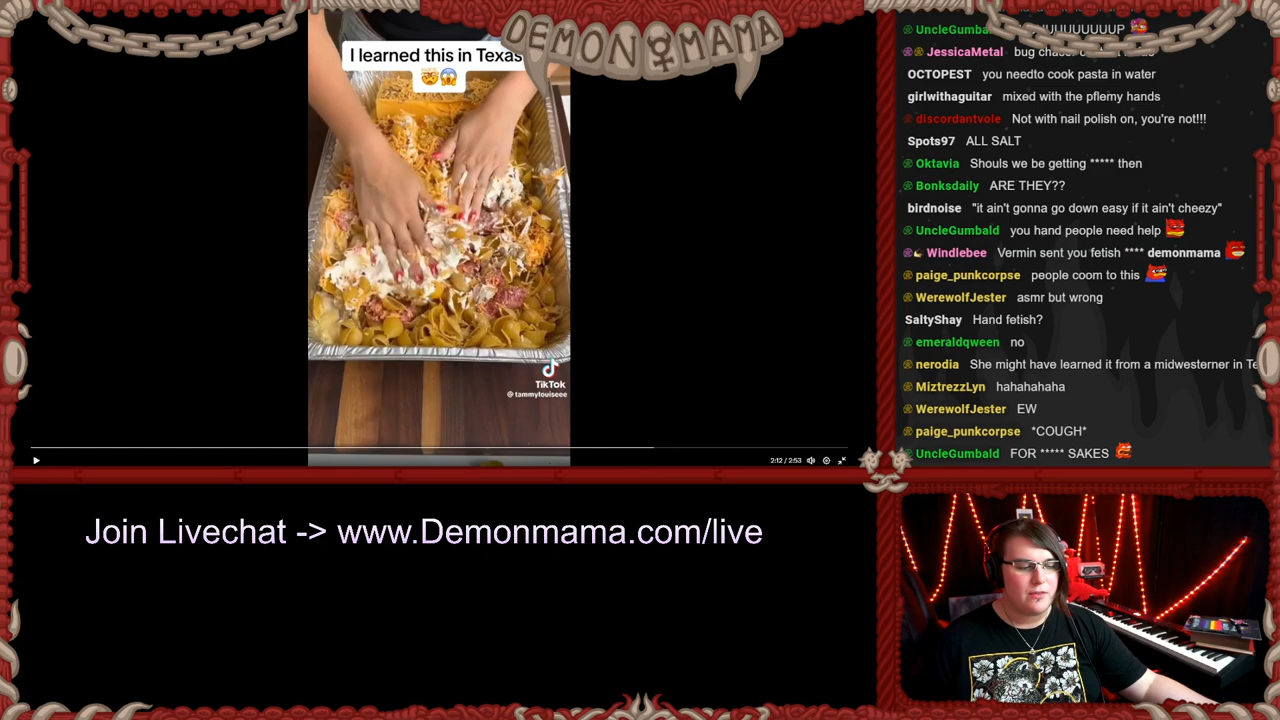 DEMON MAMA
I learned this in Texas
TikTok
@tammylouiseee
2:12 / 2:53
JessicaMetal
OCTOPEST you needto cook pasta in water
girlwithaguitar mixed with the pflemy hands
discordantvole Not with nail polish on, you're not!!!
Spots97 ALL SALT
Oktavia Shouls we be getting ***** then
Bonksdaily ARE THEY??
birdnoise "it ain't gonna go down easy if it ain't cheezy"
UncleGumbald you hand people need help
Windlebee Vermin sent you fetish **** demonmama
paige_punkcorpse people coom to this
WerewolfJester asmr but wrong
SaltyShay Hand fetish?
emeraldqween no
nerodia She might have learned it from a midwesterner in Te
MiztrezzLyn hahahahaha
WerewolfJester EW
paige_punkcorpse *COUGH*
UncleGumbald FOR ***** SAKES
Join Livechat -> www.Demonmama.com/live